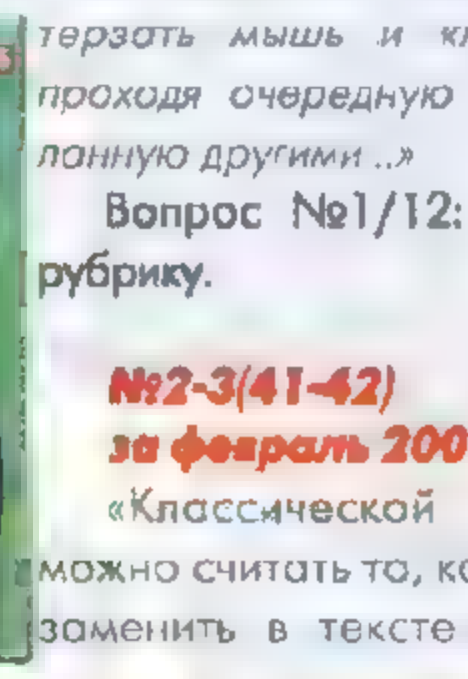 терзать мышь и кл
проходя очередную
ланную другими ..»
Вопрос №1/12:
рубрику.
№2-3(41-42)
за февраль 200
«Классической
можно считать то, ко
заменить в тексте